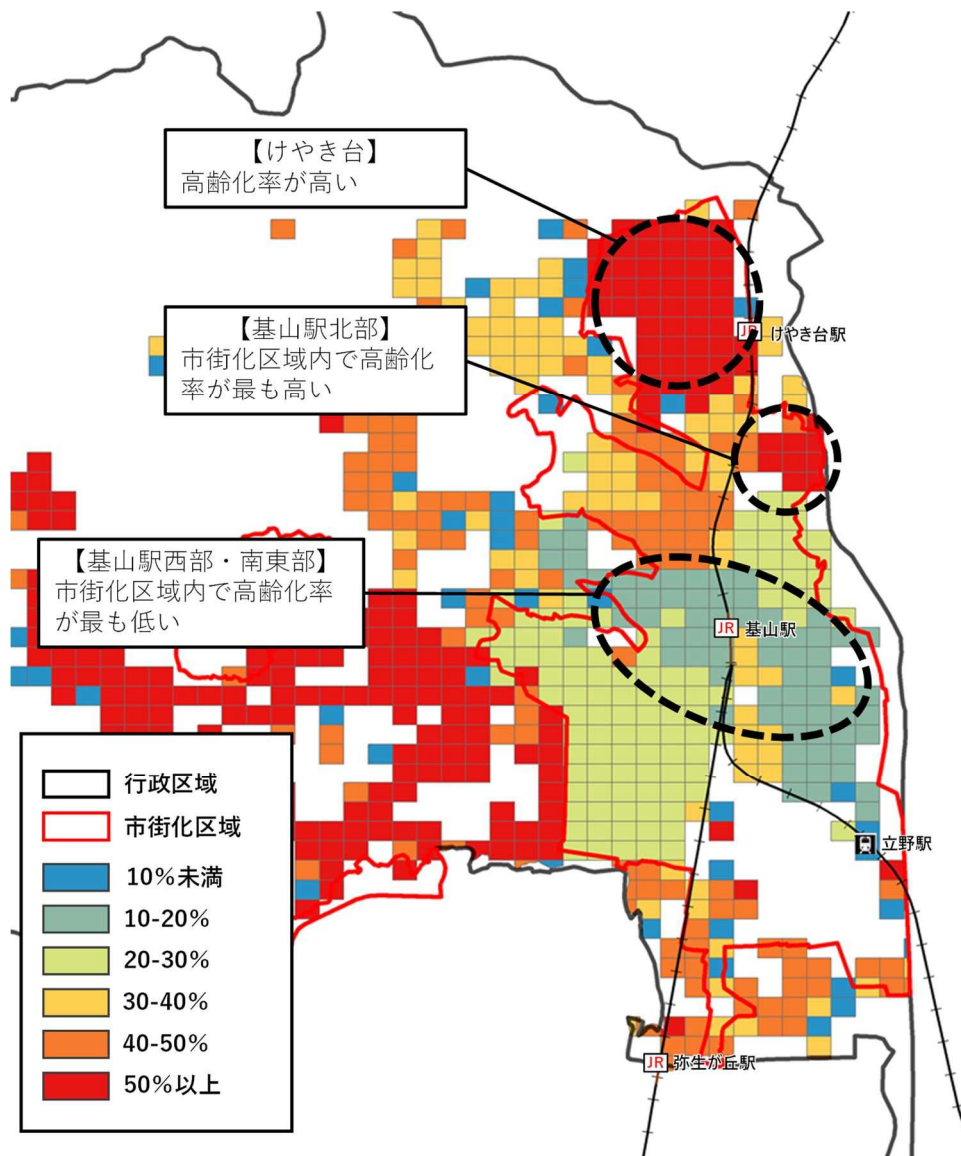 【けやき台】
高齢化率が高い
【基山駅北部】
市街化区域内で高齢化
率が最も高い
JR けやき台駅
【基山駅西部・南東部】
市街化区域内で高齢化率
が最も低い
JR 基山駅
行政区域
市街化区域
10%未満
10-20%
20-30%
30-40%
40-50%
50%以上
立野駅
JR 弥生が丘駅